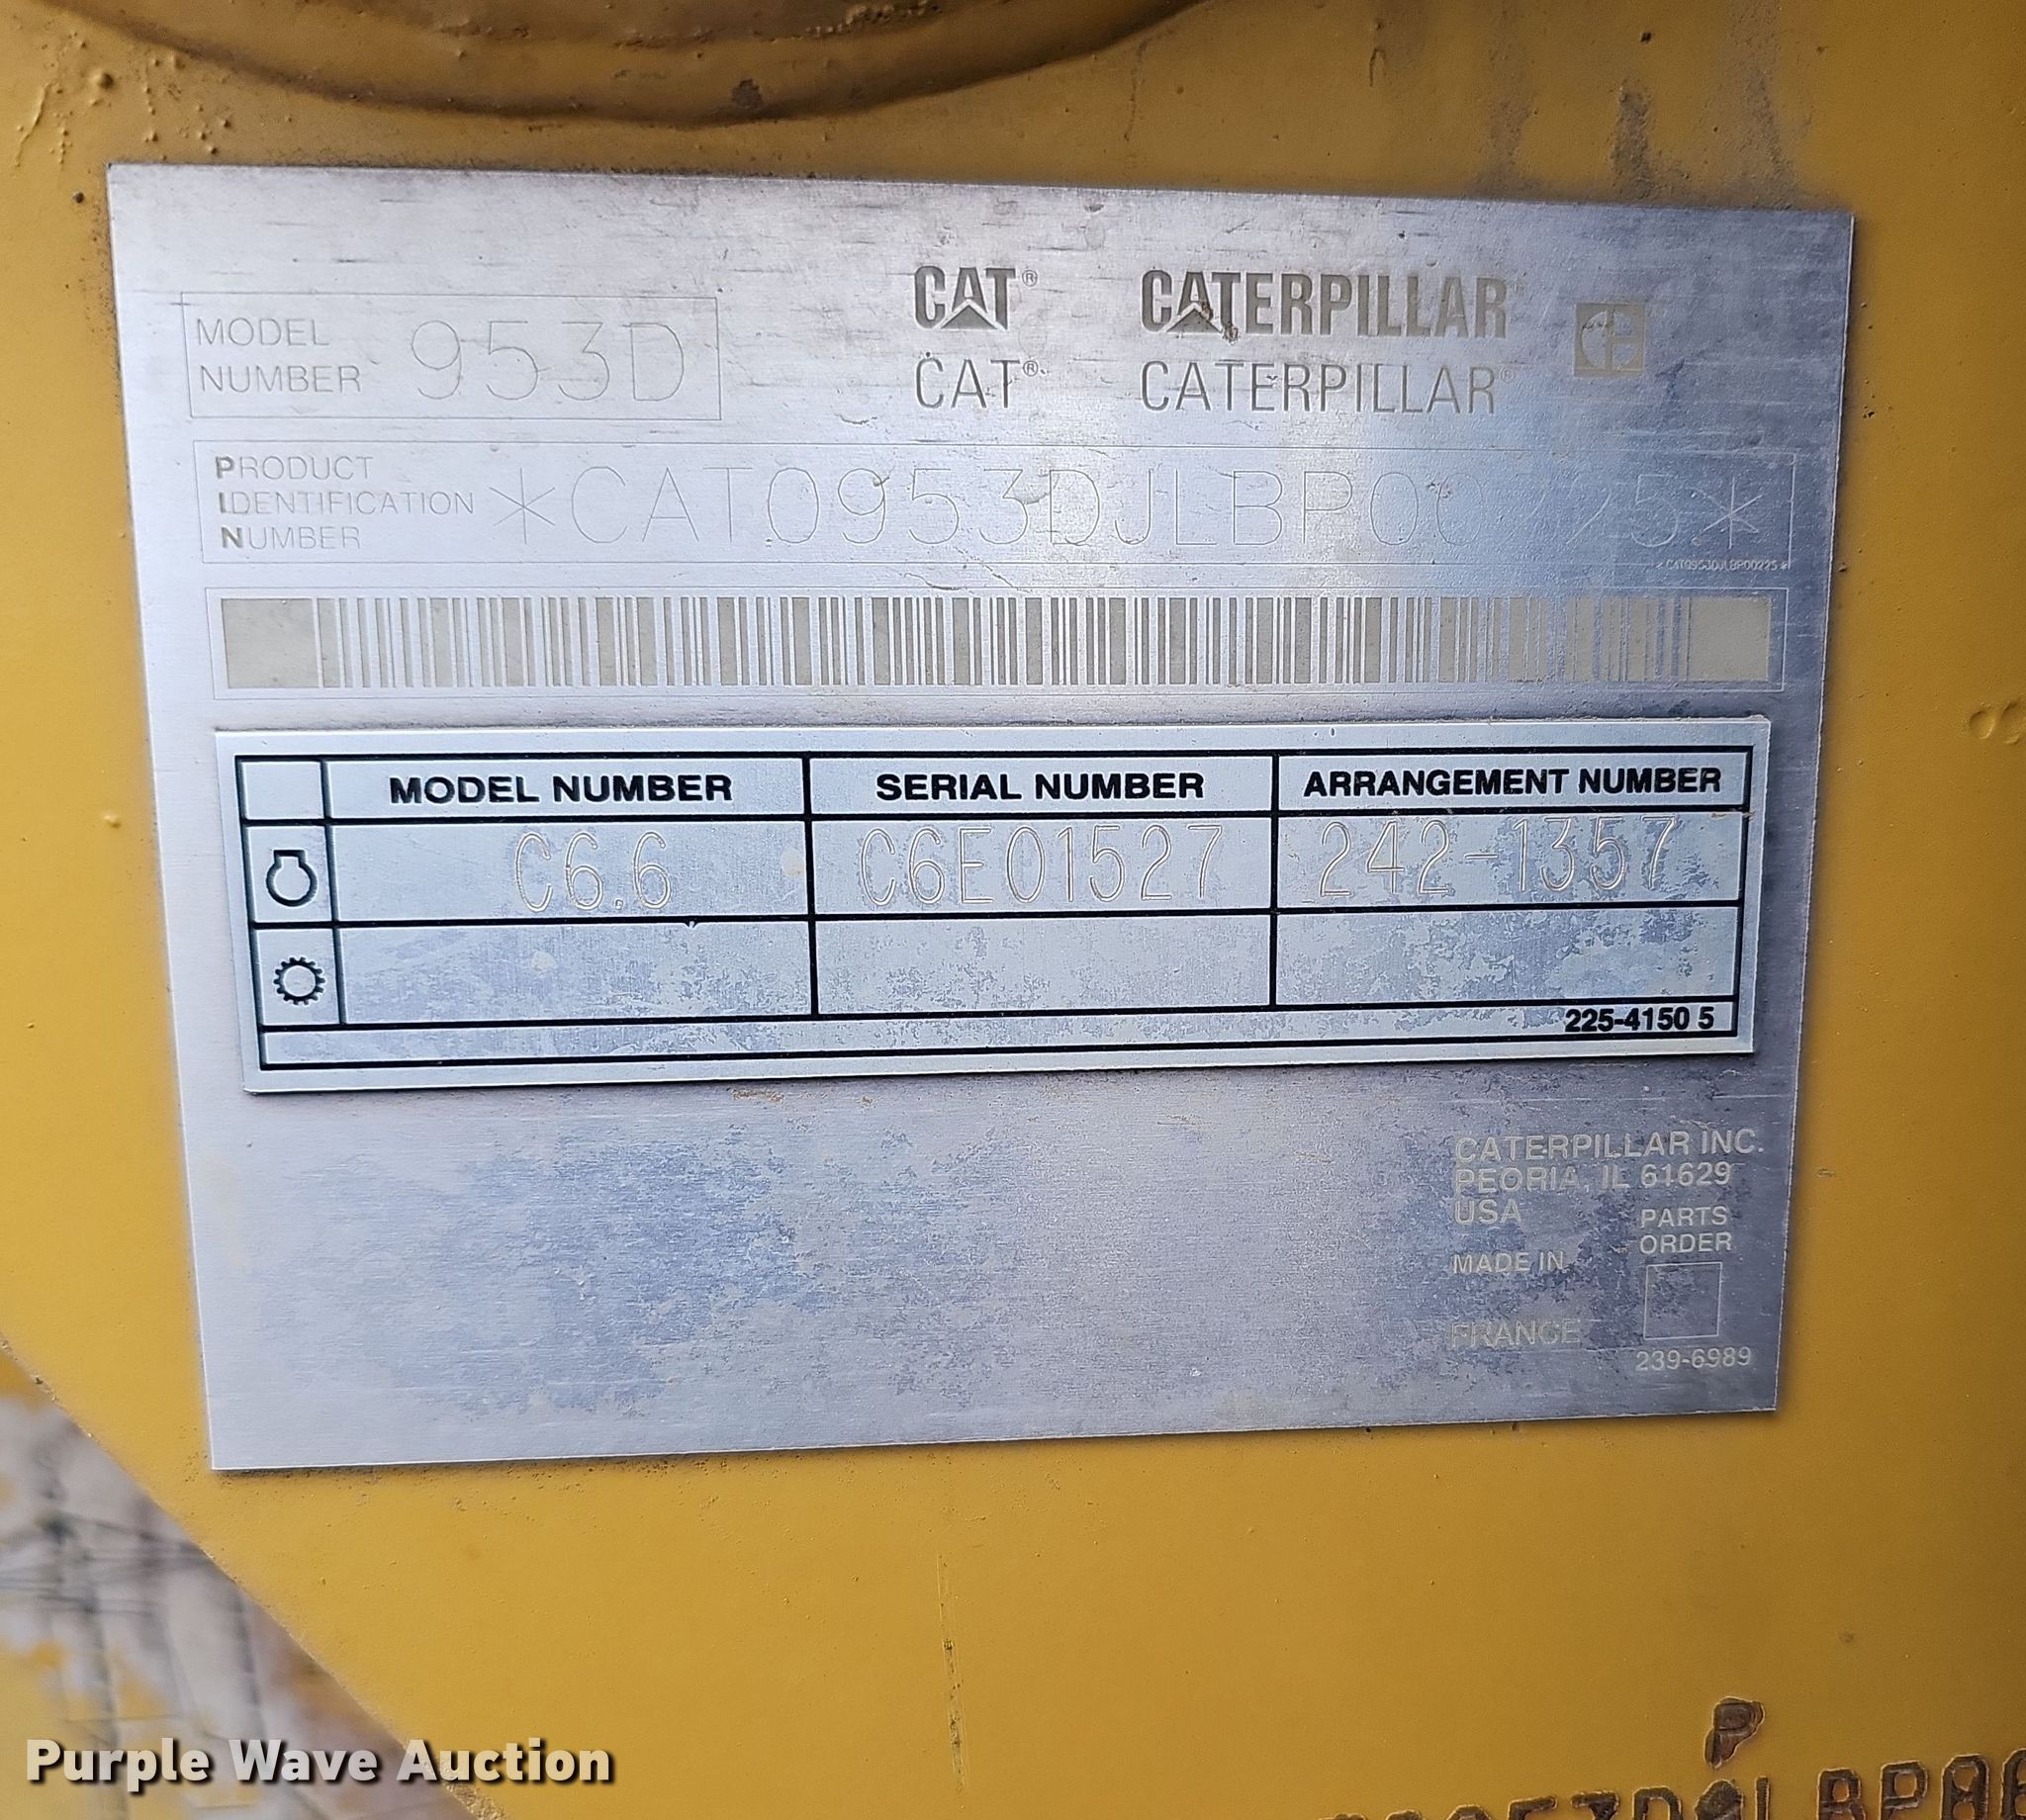 CAT® CATERPILLAR®
MODEL NUMBER 953D
CAT® CATERPILLAR®
PRODUCT IDENTIFICATION NUMBER *CAT0953DJLBP00225*
*CAT0953DJLBP00225*
MODEL NUMBER SERIAL NUMBER ARRANGEMENT NUMBER
C6.6 C6E01527 242-1357
225-4150 5
CATERPILLAR INC.
PEORIA, IL 61629
USA
PARTS
ORDER
MADE IN
FRANCE
239-6989
P
Purple Wave Auction